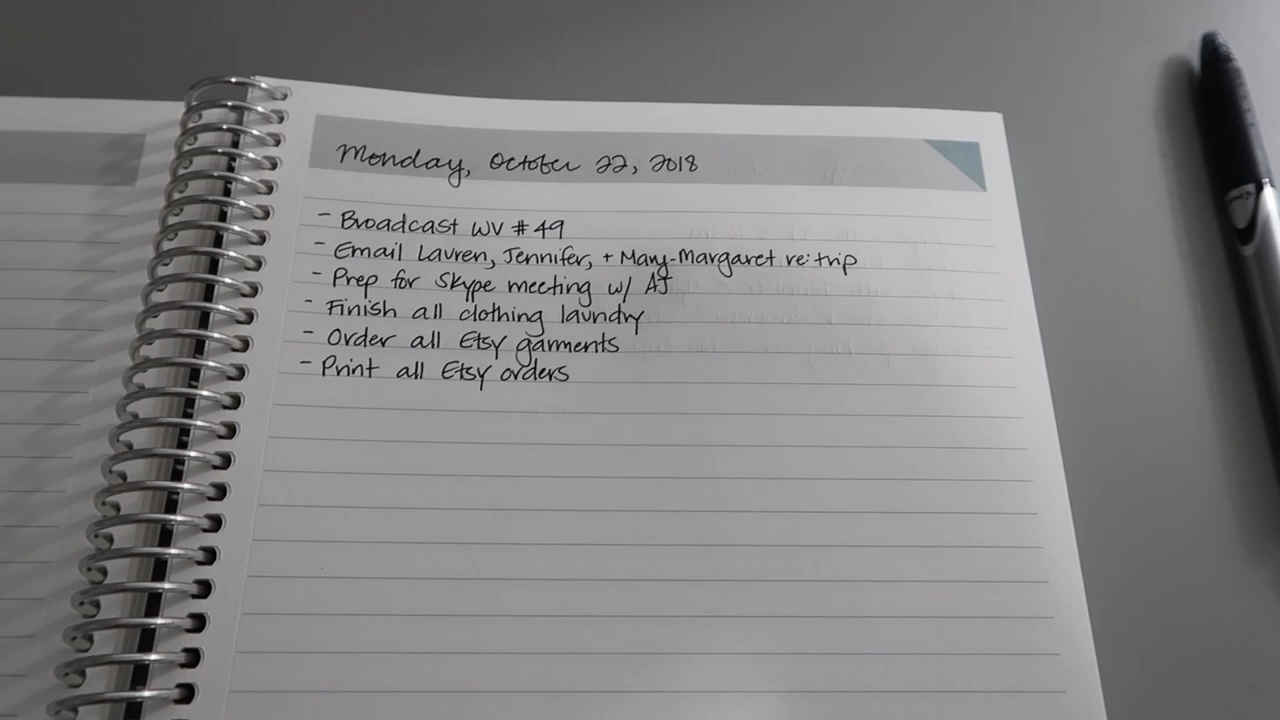 Monday, October 22, 2018
- Broadcast WV #49
- Email Lauren, Jennifer, + Mary-Margaret re: trip
- Prep for Skype meeting w/ AJ
- Finish all clothing laundry
- Order all Etsy garments
- Print all Etsy orders